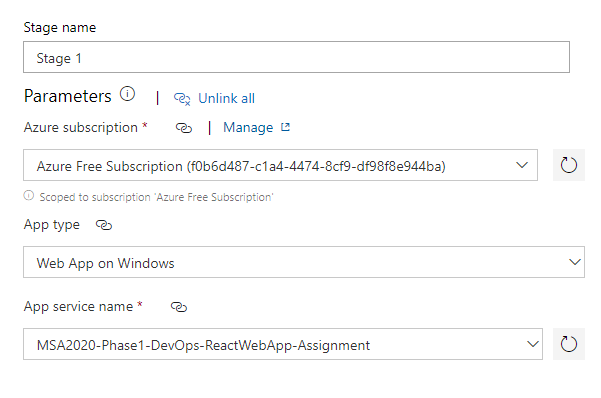 Stage name
Stage 1
Parameters | Unlink all
Azure subscription * | Manage
Azure Free Subscription (f0b6d487-c1a4-4474-8cf9-df98f8e944ba)
Scoped to subscription 'Azure Free Subscription'
App type
Web App on Windows
App service name *
MSA2020-Phase1-DevOps-ReactWebApp-Assignment